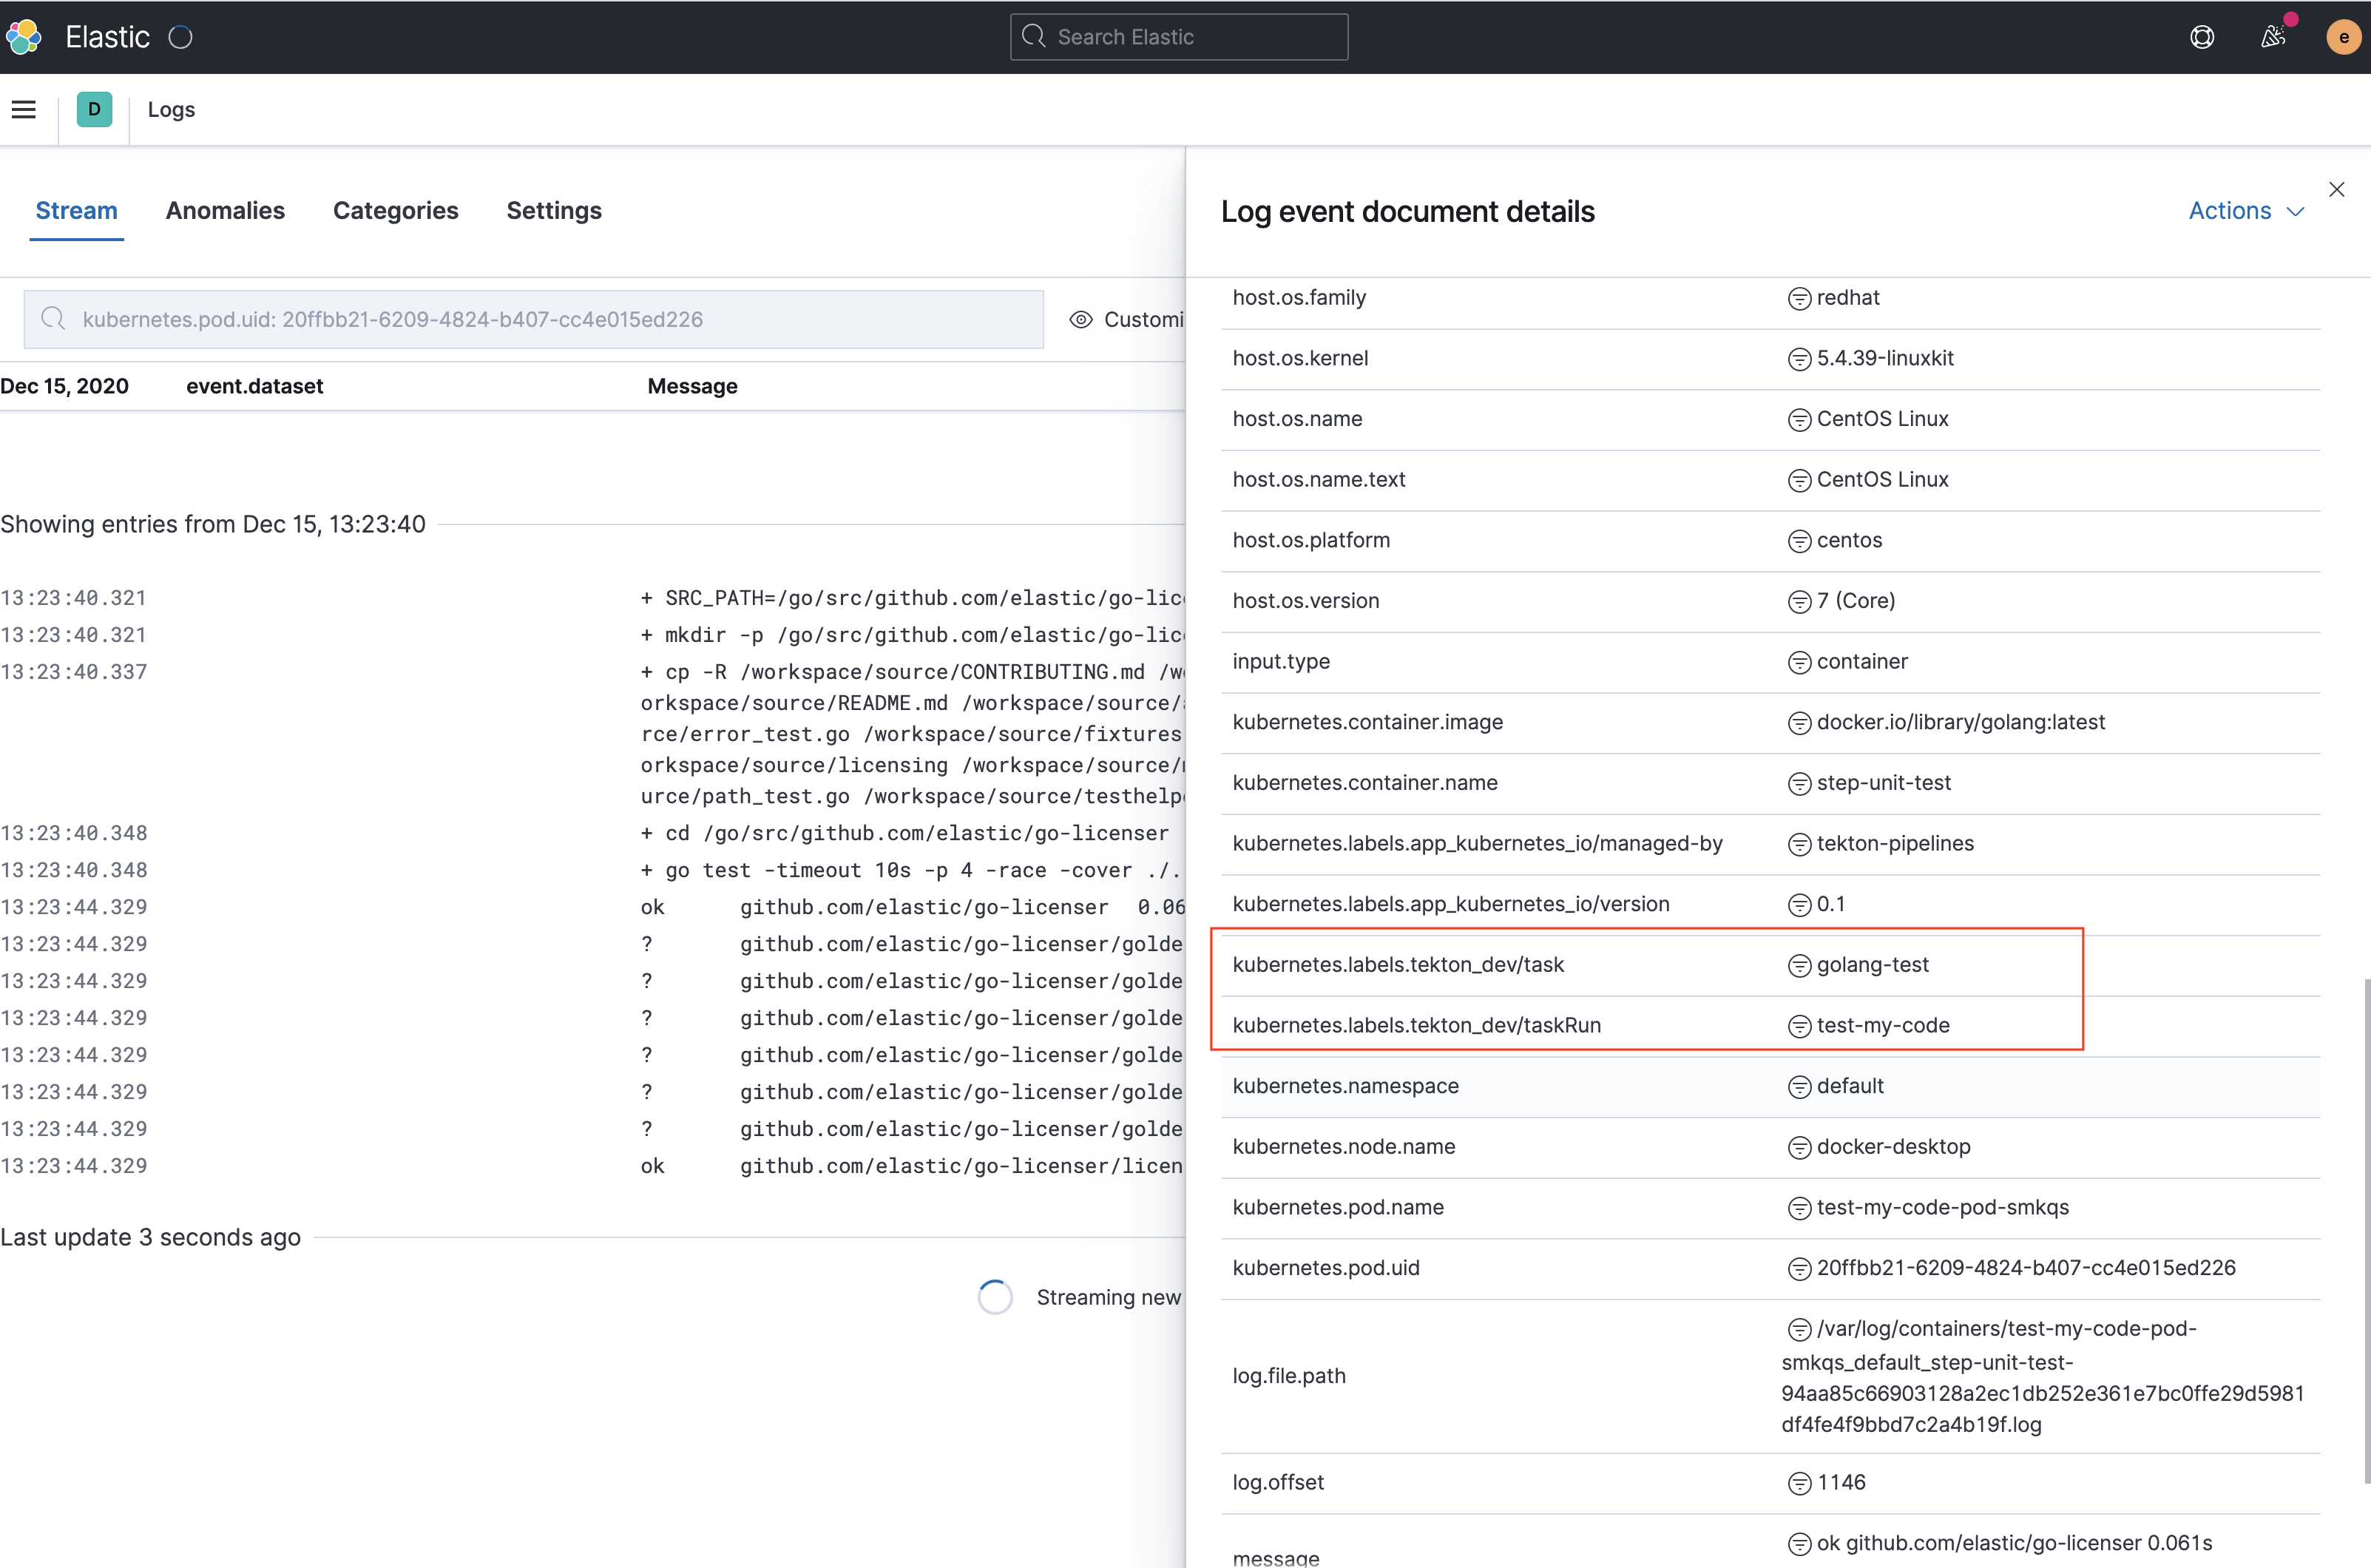 Elastic
Search Elastic
e
D
Logs
Stream Anomalies Categories Settings
kubernetes.pod.uid: 20ffbb21-6209-4824-b407-cc4e015ed226
Customi
Dec 15, 2020 event.dataset Message
Showing entries from Dec 15, 13:23:40
13:23:40.321 + SRC_PATH=/go/src/github.com/elastic/go-lic
13:23:40.321 + mkdir -p /go/src/github.com/elastic/go-lic
13:23:40.337 + cp -R /workspace/source/CONTRIBUTING.md /w
orkspace/source/README.md /workspace/source/
rce/error_test.go /workspace/source/fixtures
orkspace/source/licensing /workspace/source/
urce/path_test.go /workspace/source/testhelp
13:23:40.348 + cd /go/src/github.com/elastic/go-licenser
13:23:40.348 + go test -timeout 10s -p 4 -race -cover ./.
13:23:44.329 ok github.com/elastic/go-licenser 0.06
13:23:44.329 ? github.com/elastic/go-licenser/golde
13:23:44.329 ? github.com/elastic/go-licenser/golde
13:23:44.329 ? github.com/elastic/go-licenser/golde
13:23:44.329 ? github.com/elastic/go-licenser/golde
13:23:44.329 ? github.com/elastic/go-licenser/golde
13:23:44.329 ? github.com/elastic/go-licenser/golde
13:23:44.329 ok github.com/elastic/go-licenser/licen
Last update 3 seconds ago
Streaming new
Log event document details
Actions
host.os.family redhat
host.os.kernel 5.4.39-linuxkit
host.os.name CentOS Linux
host.os.name.text CentOS Linux
host.os.platform centos
host.os.version 7 (Core)
input.type container
kubernetes.container.image docker.io/library/golang:latest
kubernetes.container.name step-unit-test
kubernetes.labels.app_kubernetes_io/managed-by tekton-pipelines
kubernetes.labels.app_kubernetes_io/version 0.1
kubernetes.labels.tekton_dev/task golang-test
kubernetes.labels.tekton_dev/taskRun test-my-code
kubernetes.namespace default
kubernetes.node.name docker-desktop
kubernetes.pod.name test-my-code-pod-smkqs
kubernetes.pod.uid 20ffbb21-6209-4824-b407-cc4e015ed226
log.file.path /var/log/containers/test-my-code-pod-
smkqs_default_step-unit-test-
94aa85c66903128a2ec1db252e361e7bc0ffe29d5981
df4fe4f9bbd7c2a4b19f.log
log.offset 1146
message ok github.com/elastic/go-licenser 0.061s